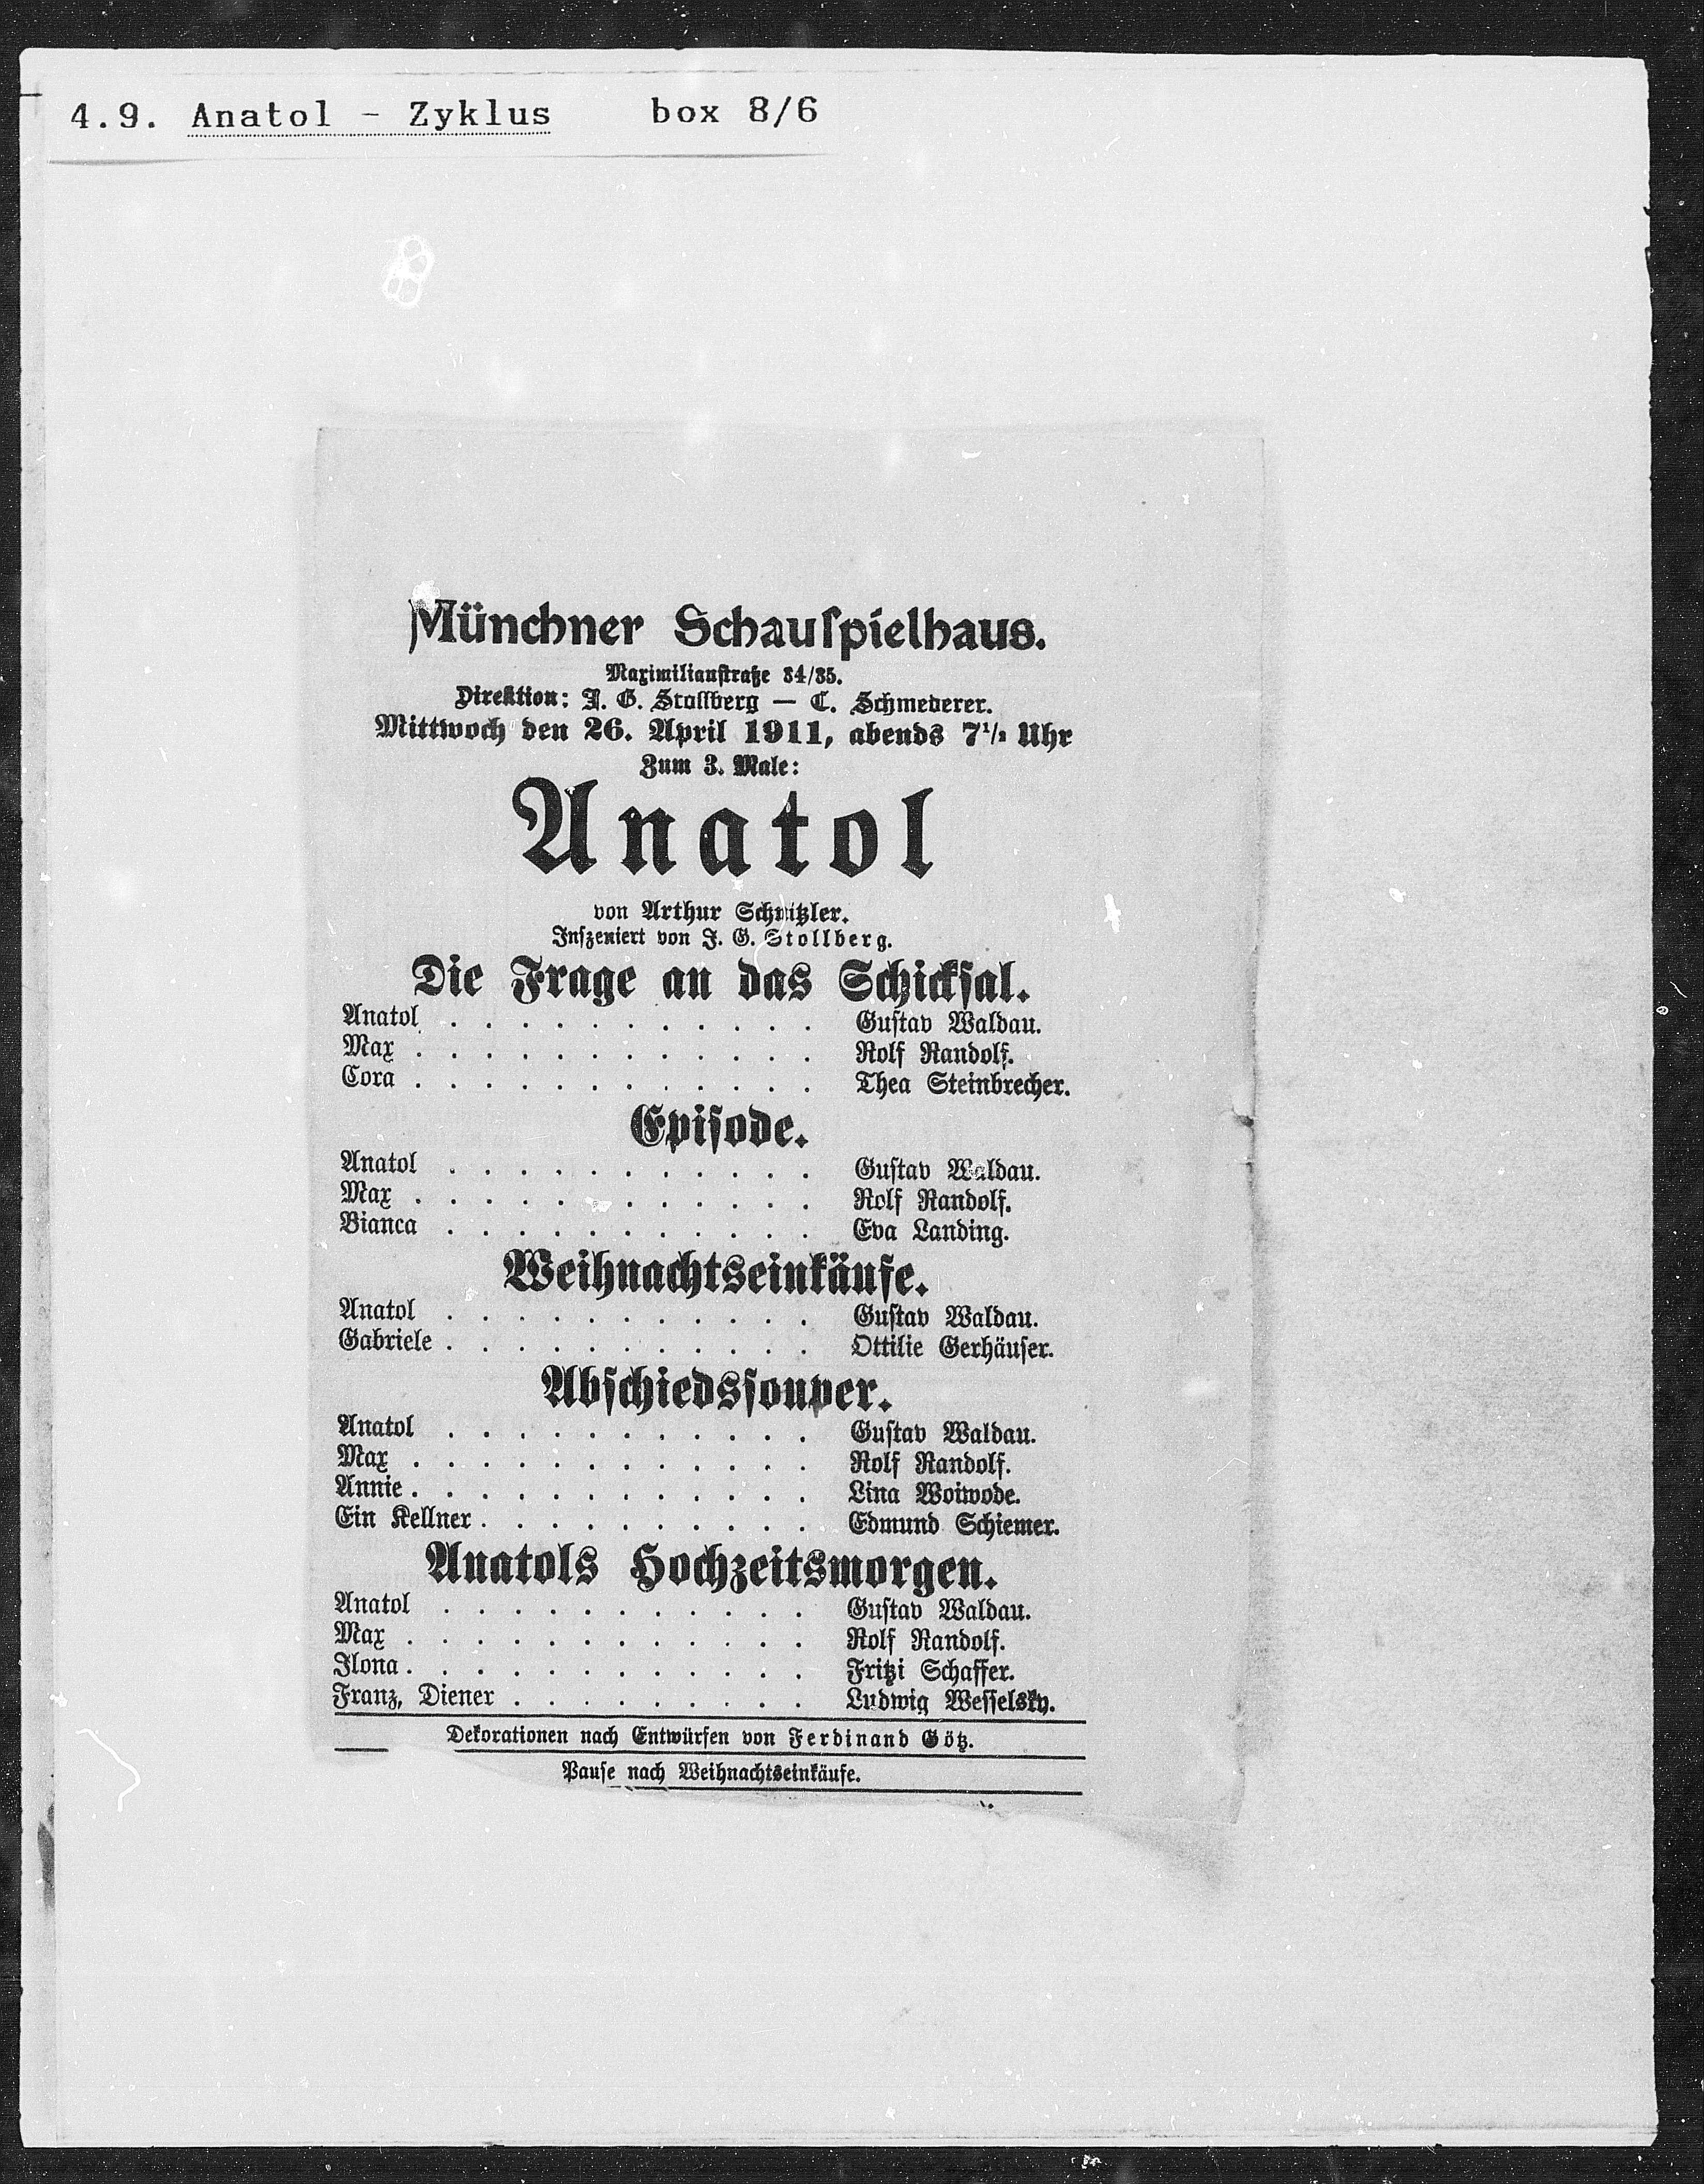 4.9. Anatol - Zyklus box 8/6
Münchner Schauspielhaus.
Maximilianstraße 34/35.
Direktion: J. G. Stollberg — C. Schmederer.
Mittwoch den 26. April 1911, abends 7½ Uhr
Zum 3. Male:
Anatol
von Arthur Schnitzler.
Inszeniert von J. G. Stollberg.
Die Frage an das Schicksal.
Anatol . . . . . . . . . . . Gustav Waldau.
Max . . . . . . . . . . . . Rolf Randolf.
Cora . . . . . . . . . . . . Thea Steinbrecher.
Episode.
Anatol . . . . . . . . . . . Gustav Waldau.
Max . . . . . . . . . . . . Rolf Randolf.
Bianca . . . . . . . . . . . Eva Landing.
Weihnachtseinkäufe.
Anatol . . . . . . . . . . . Gustav Waldau.
Gabriele . . . . . . . . . . . Ottilie Gerhäuser.
Abschiedssouper.
Anatol . . . . . . . . . . . Gustav Waldau.
Max . . . . . . . . . . . . Rolf Randolf.
Annie . . . . . . . . . . . . Lina Woiwode.
Ein Kellner . . . . . . . . . . Edmund Schiemer.
Anatols Hochzeitsmorgen.
Anatol . . . . . . . . . . . Gustav Waldau.
Max . . . . . . . . . . . . Rolf Randolf.
Ilona . . . . . . . . . . . . Fritzi Schaffer.
Franz, Diener . . . . . . . . . Ludwig Wesselsky.
Dekorationen nach Entwürfen von Ferdinand Götz.
Pause nach Weihnachtseinkäufe.